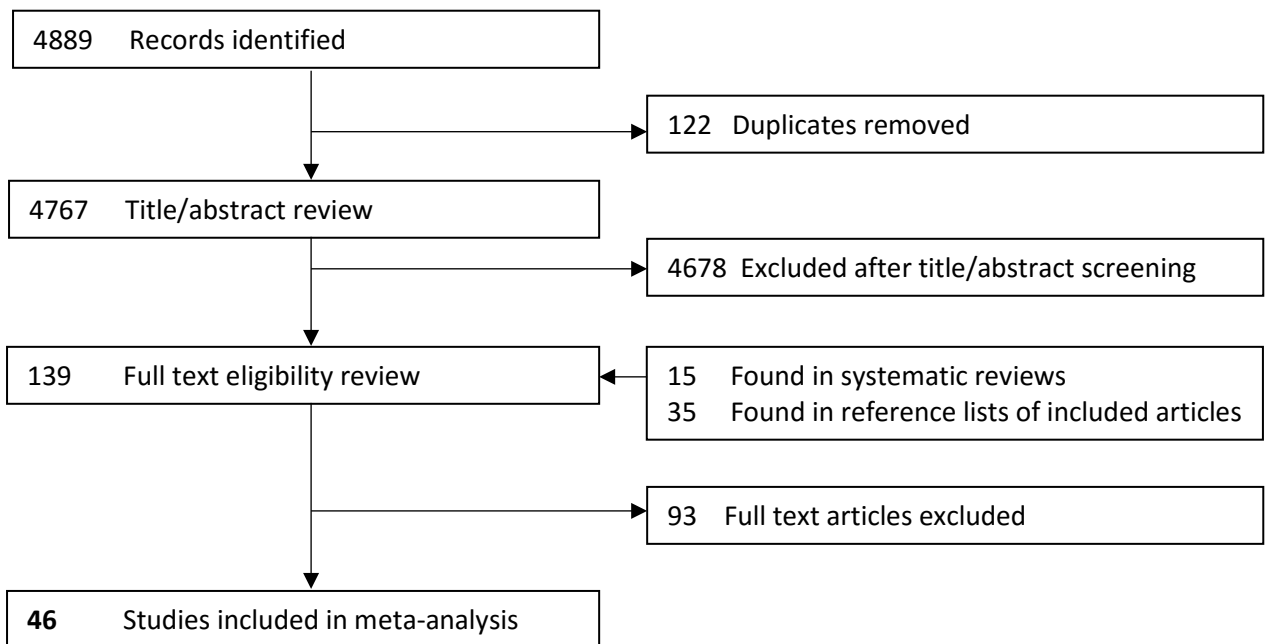 4889 Records identified
122 Duplicates removed
4767 Title/abstract review
4678 Excluded after title/abstract screening
139 Full text eligibility review
15 Found in systematic reviews
35 Found in reference lists of included articles
93 Full text articles excluded
46 Studies included in meta-analysis